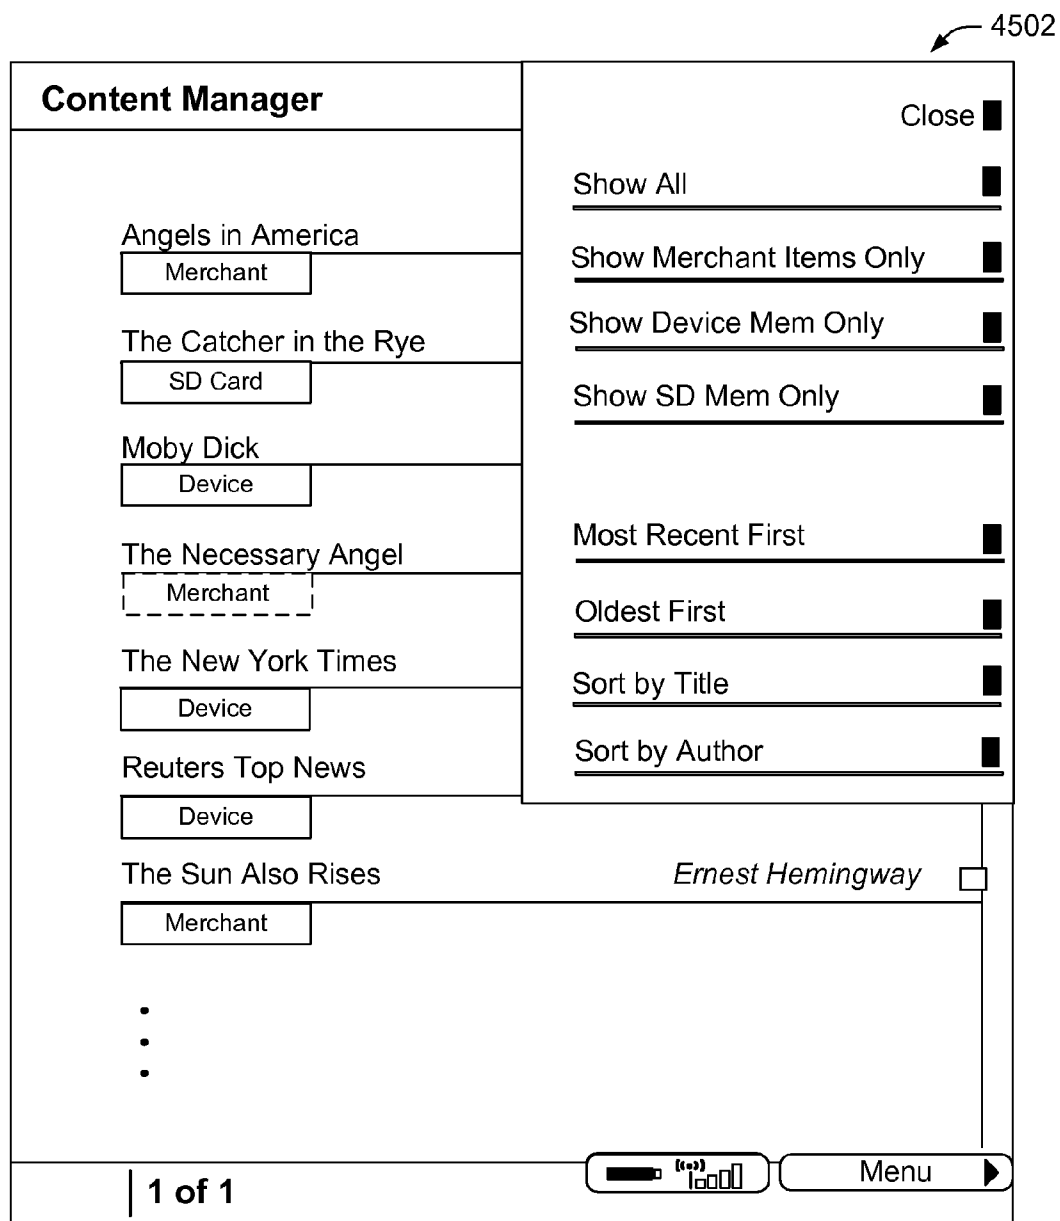 4502
Content Manager
Close
Show All
Show Merchant Items Only
Show Device Mem Only
Show SD Mem Only
Most Recent First
Oldest First
Sort by Title
Sort by Author
Angels in America
Merchant
The Catcher in the Rye
SD Card
Moby Dick
Device
The Necessary Angel
Merchant
The New York Times
Device
Reuters Top News
Device
The Sun Also Rises Ernest Hemingway
Merchant
1 of 1
Menu